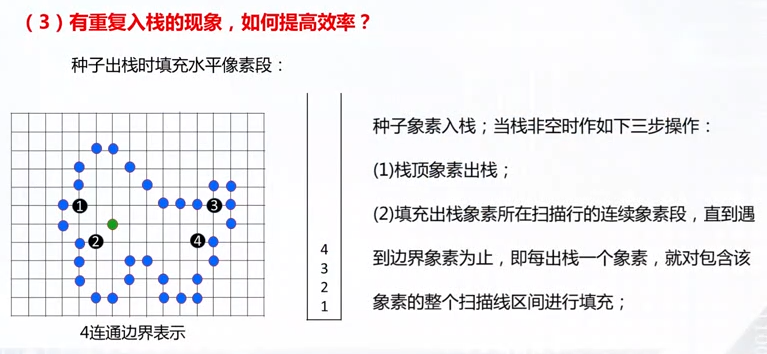 （3）有重复入栈的现象，如何提高效率？
种子出栈时填充水平像素段：
1
3
2
4
4
3
2
1
4连通边界表示
种子象素入栈；当栈非空时作如下三步操作：
(1)栈顶象素出栈；
(2)填充出栈象素所在扫描行的连续象素段，直到遇
到边界象素为止，即每出栈一个象素，就对包含该
象素的整个扫描线区间进行填充；